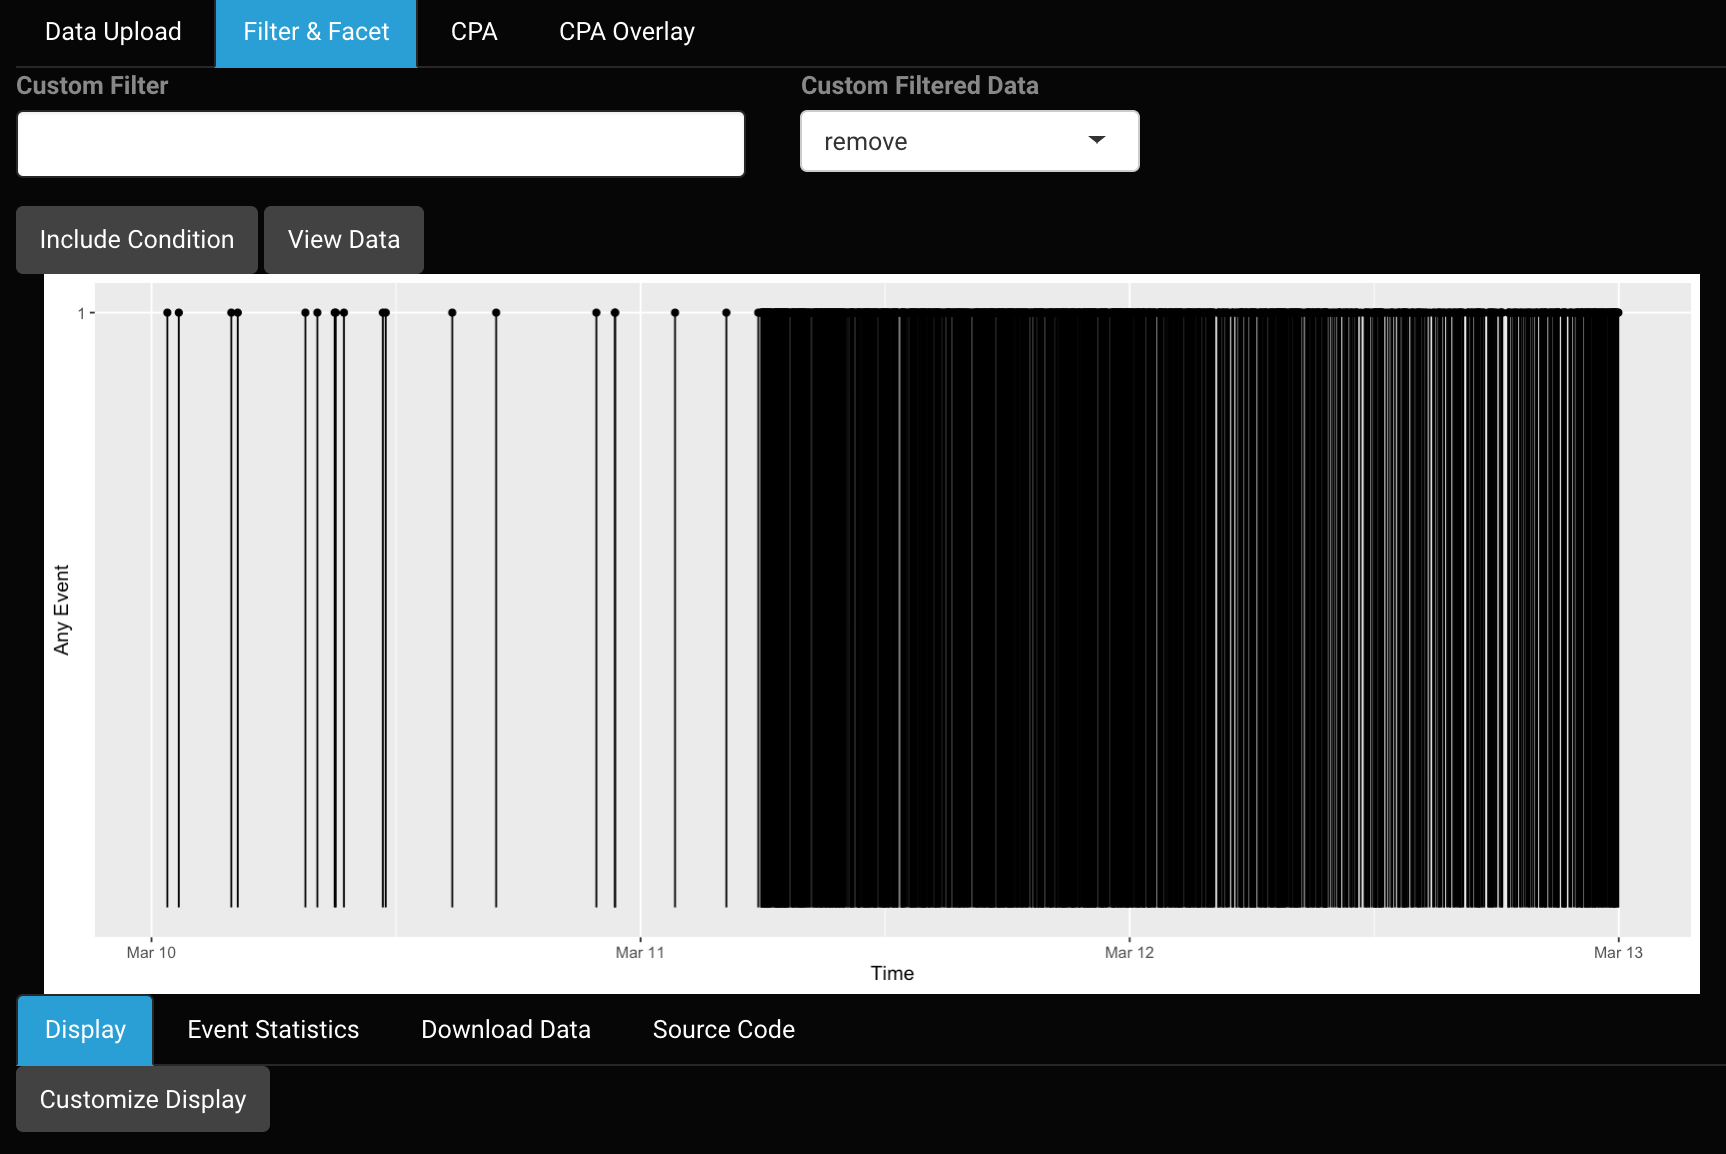 Data Upload Filter & Facet CPA CPA Overlay
Custom Filter Custom Filtered Data
remove
Include Condition View Data
1
Any Event
Mar 10 Mar 11 Mar 12 Mar 13
Time
Display Event Statistics Download Data Source Code
Customize Display